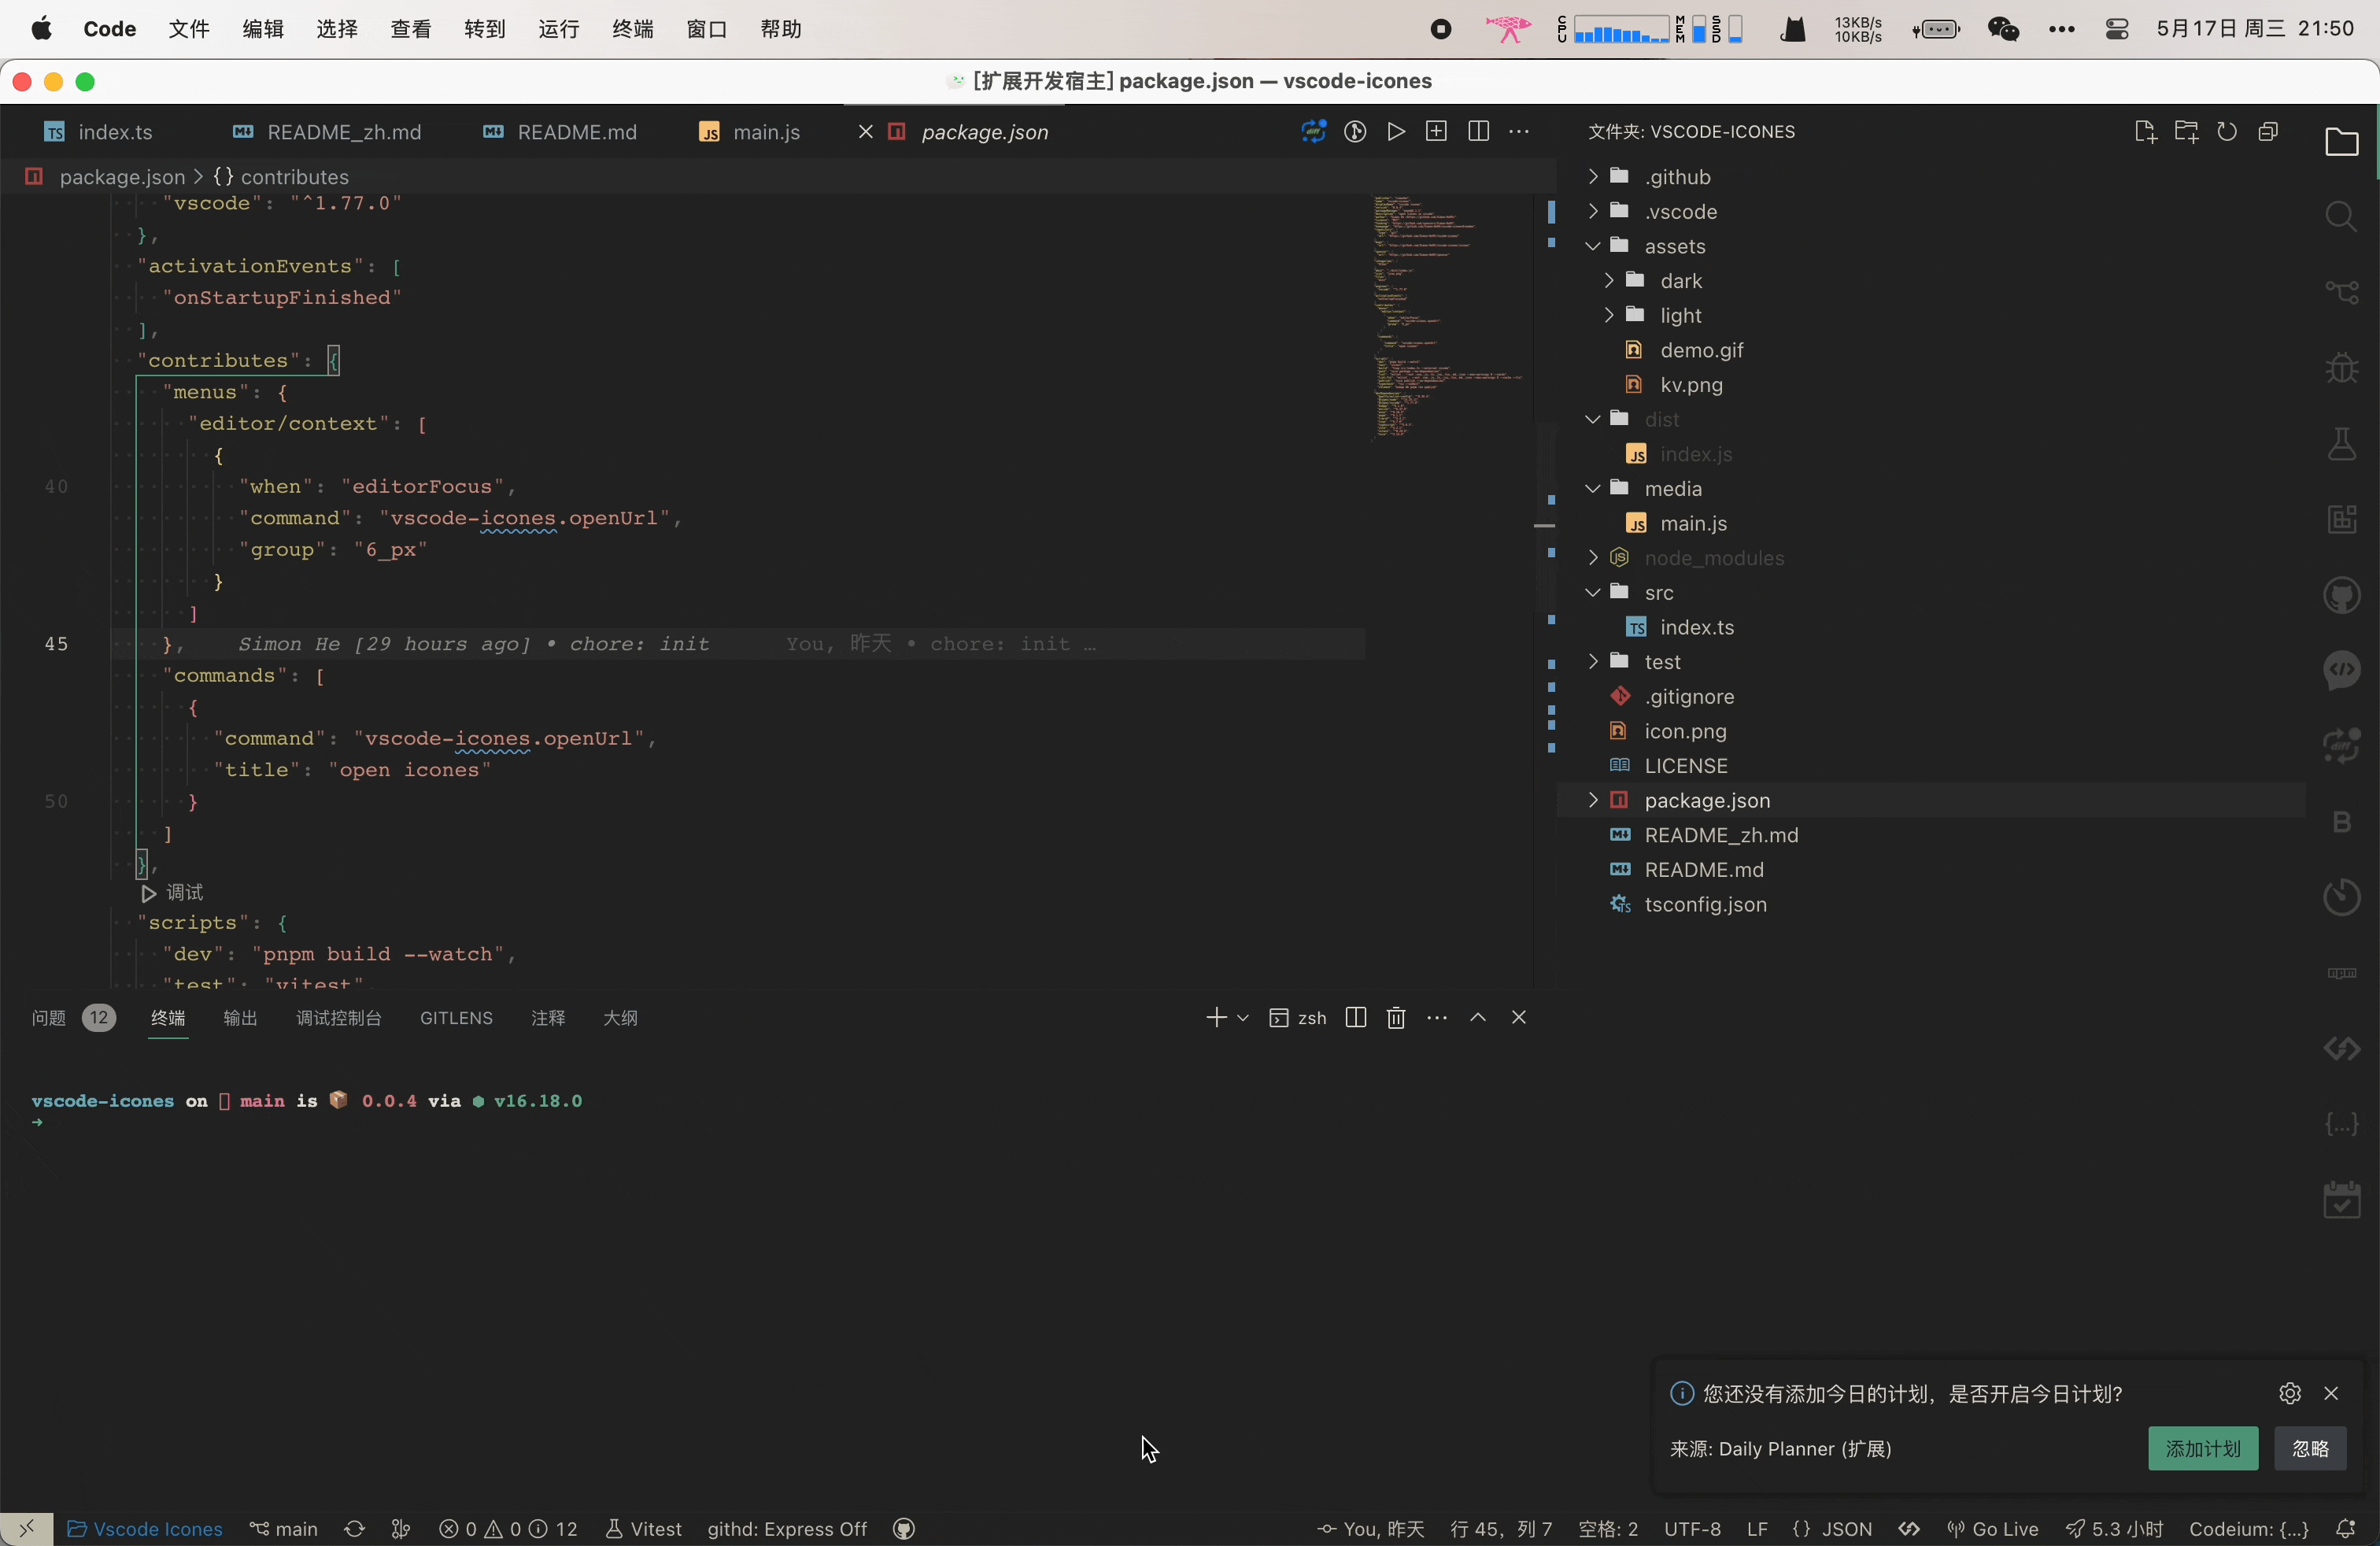 Code 文件 编辑 选择 查看 转到 运行 终端 窗口 帮助
CPU MEM SSD 13KB/s 10KB/s 5月17日 周三 21:50
[扩展开发宿主] package.json — vscode-icones
index.ts README_zh.md README.md main.js package.json
package.json > {} contributes
"vscode": "^1.77.0"
},
"activationEvents": [
"onStartupFinished"
],
"contributes": {
"menus": {
"editor/context": [
{
40 "when": "editorFocus",
"command": "vscode-icones.openUrl",
"group": "6_px"
}
]
45 }, Simon He [29 hours ago] • chore: init You, 昨天 • chore: init …
"commands": [
{
"command": "vscode-icones.openUrl",
"title": "open icones"
50 }
]
},
调试
"scripts": {
"dev": "pnpm build --watch",
"test": "vitest"
文件夹: VSCODE-ICONES
.github
.vscode
assets
dark
light
demo.gif
kv.png
dist
index.js
media
main.js
node_modules
src
index.ts
test
.gitignore
icon.png
LICENSE
package.json
README_zh.md
README.md
tsconfig.json
问题 12 终端 输出 调试控制台 GITLENS 注释 大纲
zsh
vscode-icones on main is 📦 0.0.4 via ⬢ v16.18.0
➜
您还没有添加今日的计划，是否开启今日计划?
来源: Daily Planner (扩展) 添加计划 忽略
Vscode Icones main 0 0 12 Vitest githd: Express Off
You, 昨天 行 45，列 7 空格: 2 UTF-8 LF {} JSON Go Live 5.3 小时 Codeium: {...}